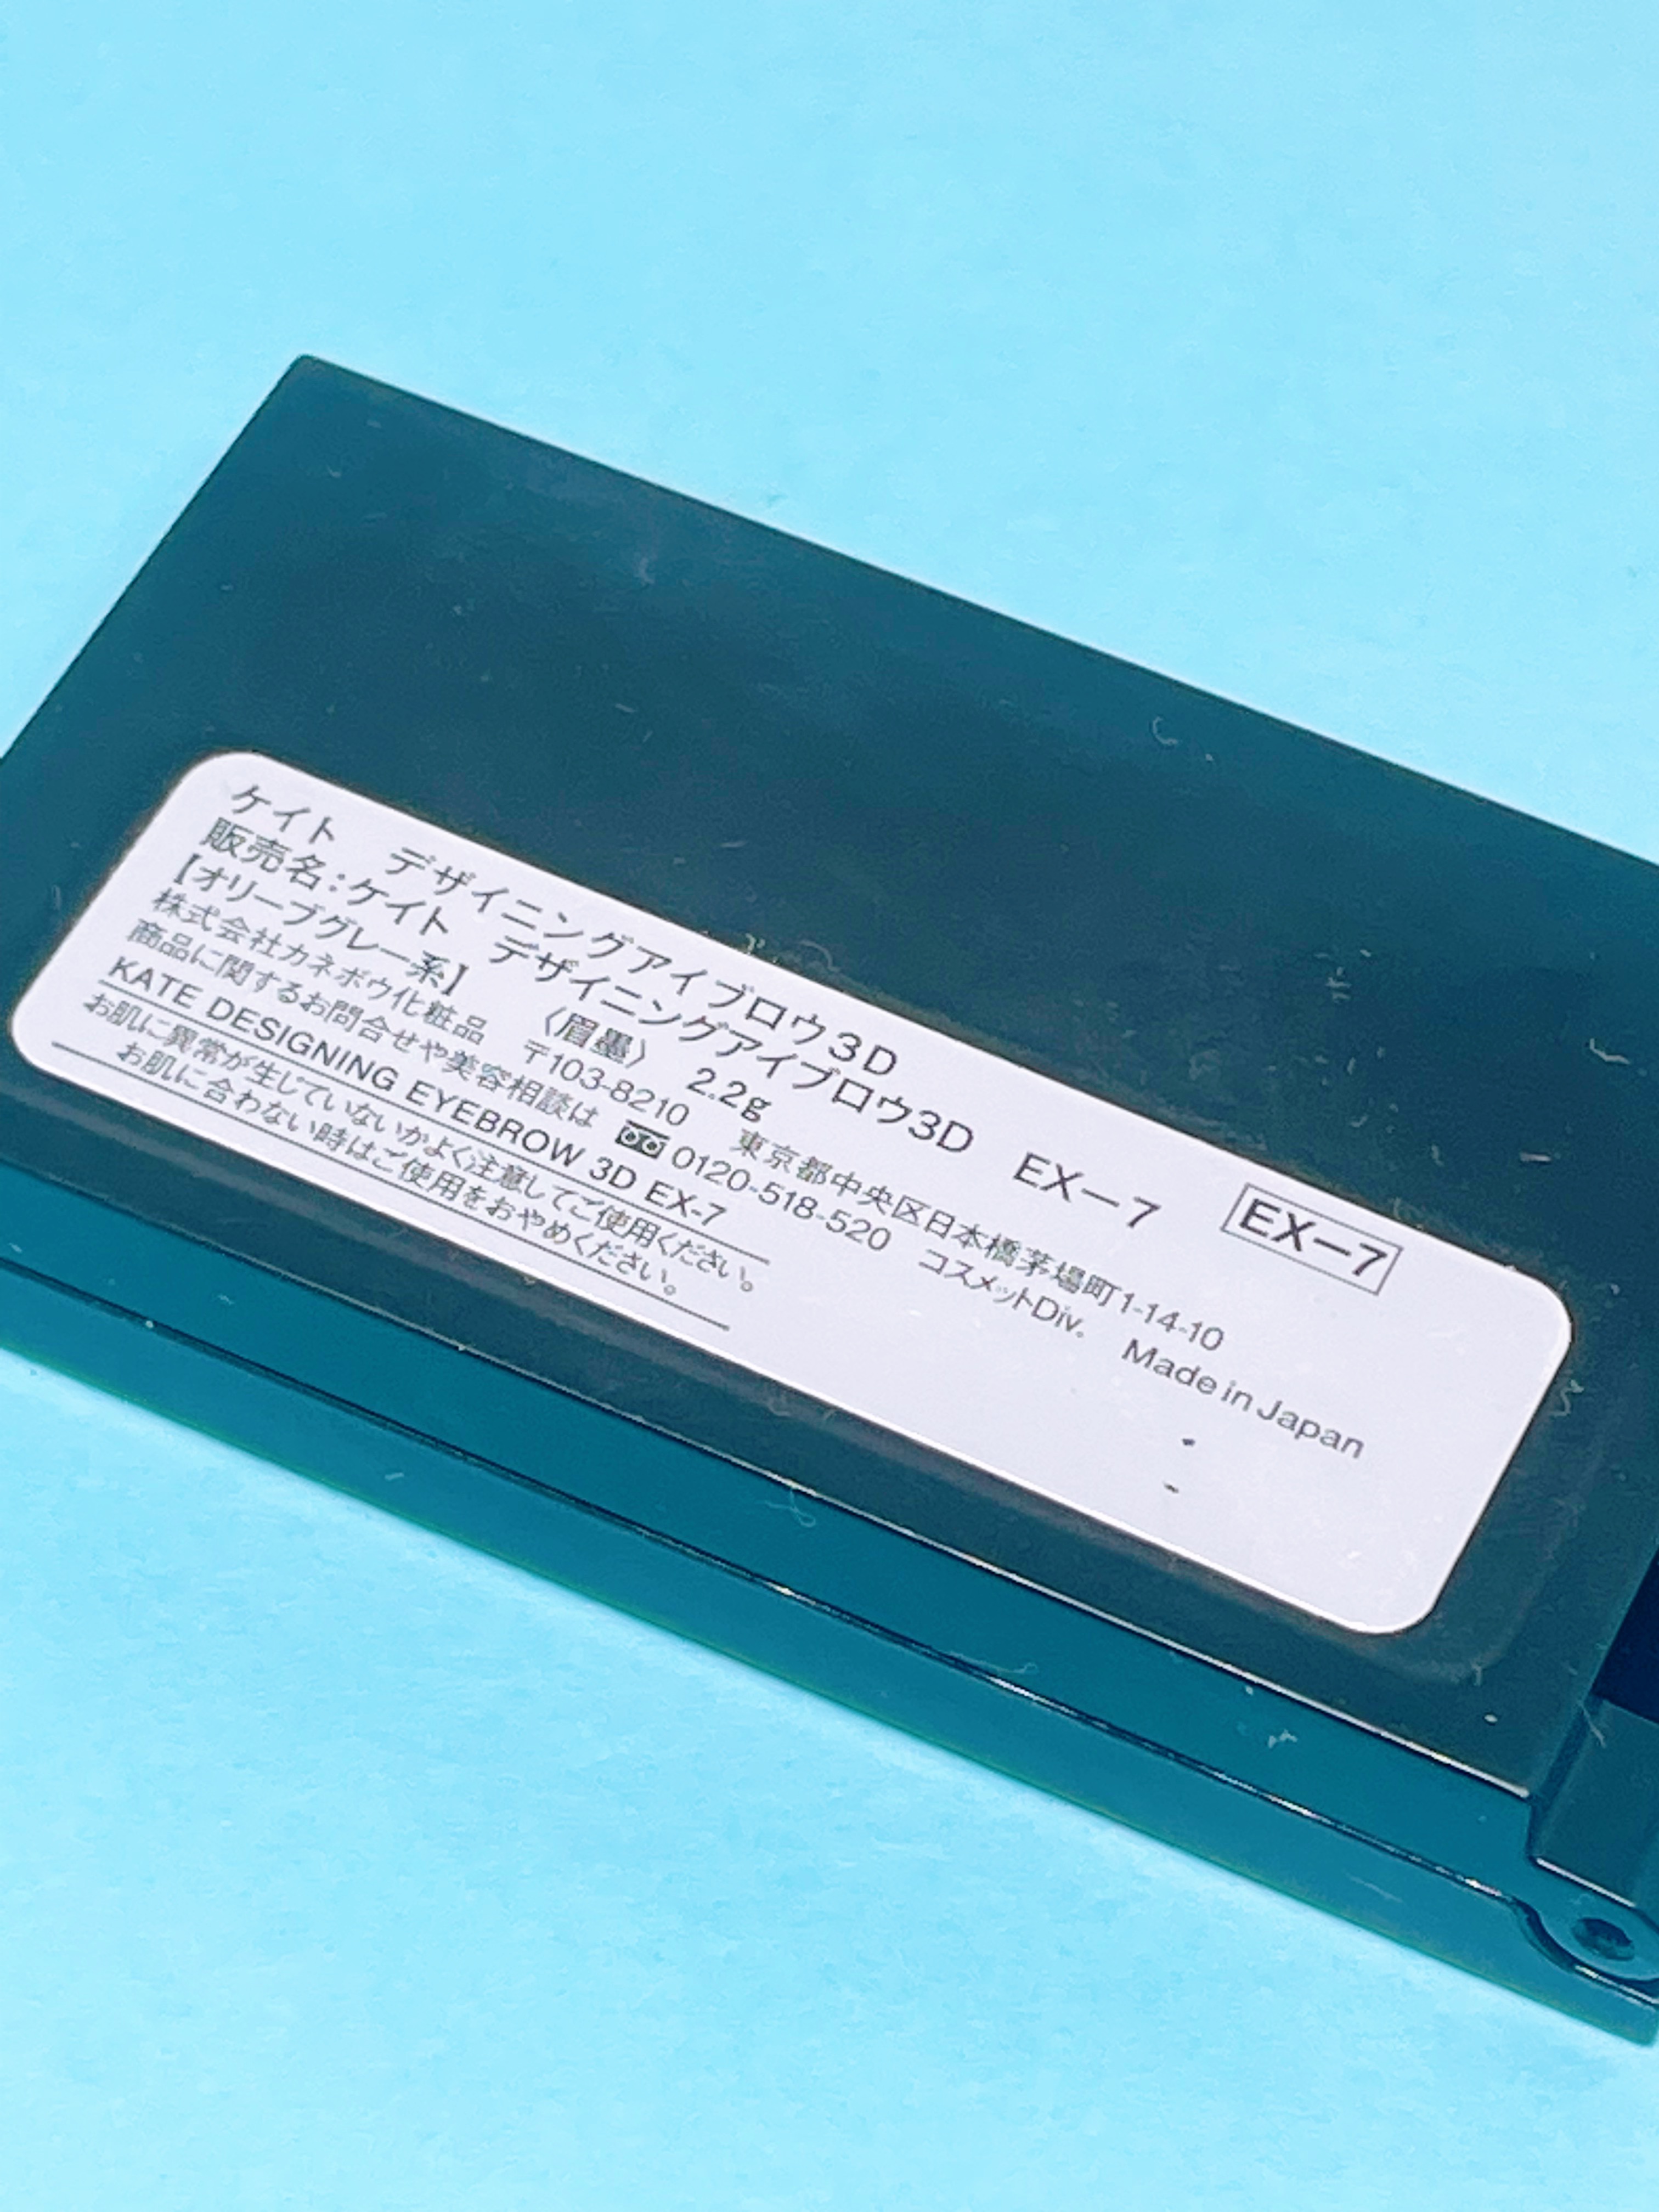 ケイト　デザイニングアイブロウ3D　EX-7
販売名：ケイト　デザイニングアイブロウ3D　EX－7
【オリーブグレー系】　〈眉墨〉　2.2g
株式会社カネボウ化粧品　〒103-8210　東京都中央区日本橋茅場町1-14-10
商品に関するお問合せや美容相談は 0120-518-520　コスメットDiv.　Made in Japan
KATE DESIGNING EYEBROW 3D EX-7
お肌に異常が生じていないかよく注意してご使用ください。
お肌に合わない時はご使用をおやめください。